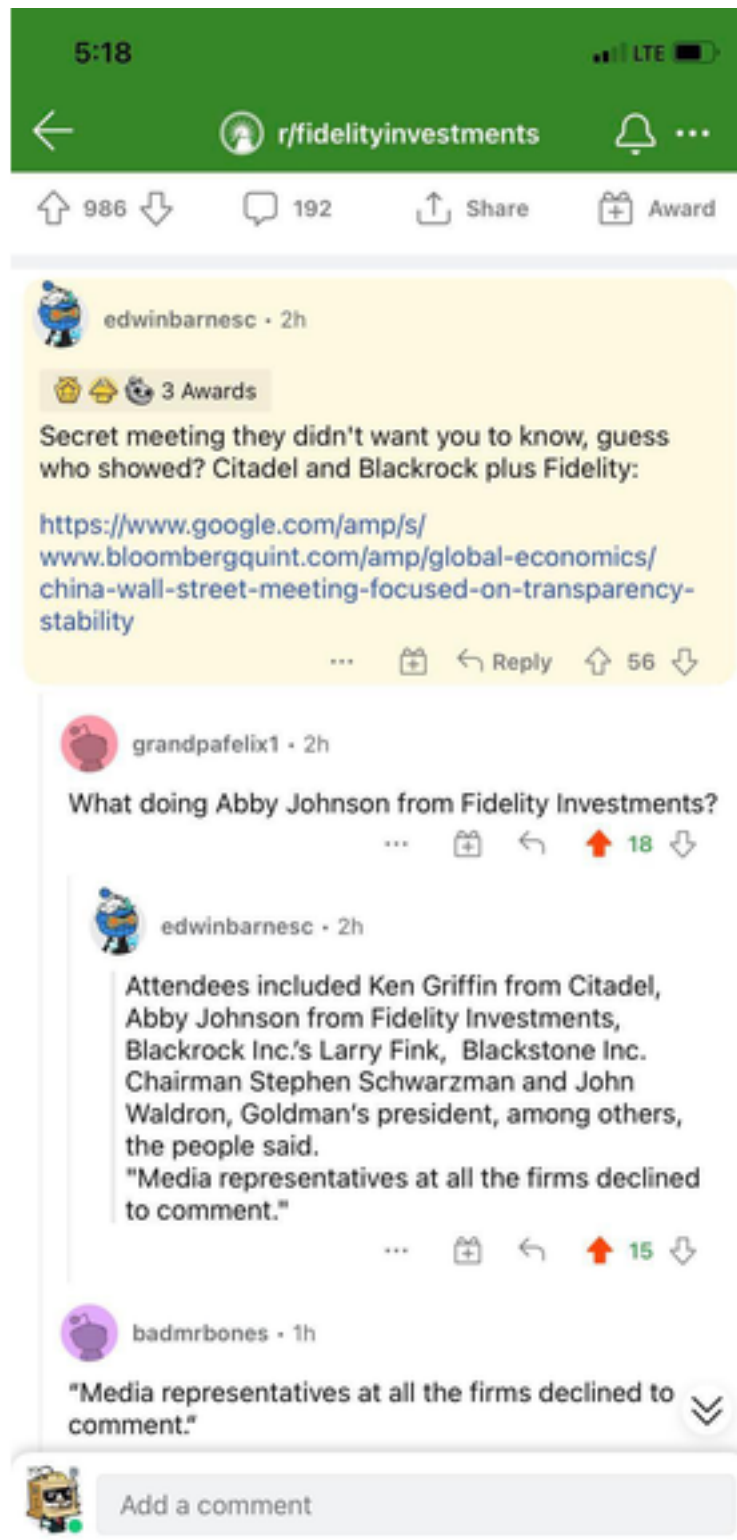 5:18
LTE
r/fidelityinvestments
986
192
Share
Award
edwinbarnesc • 2h
3 Awards
Secret meeting they didn't want you to know, guess
who showed? Citadel and Blackrock plus Fidelity:
https://www.google.com/amp/s/
www.bloombergquint.com/amp/global-economics/
china-wall-street-meeting-focused-on-transparency-
stability
Reply
56
grandpafelix1 • 2h
What doing Abby Johnson from Fidelity Investments?
18
edwinbarnesc • 2h
Attendees included Ken Griffin from Citadel,
Abby Johnson from Fidelity Investments,
Blackrock Inc.'s Larry Fink, Blackstone Inc.
Chairman Stephen Schwarzman and John
Waldron, Goldman's president, among others,
the people said.
"Media representatives at all the firms declined
to comment."
15
badmrbones • 1h
"Media representatives at all the firms declined to
comment."
Add a comment